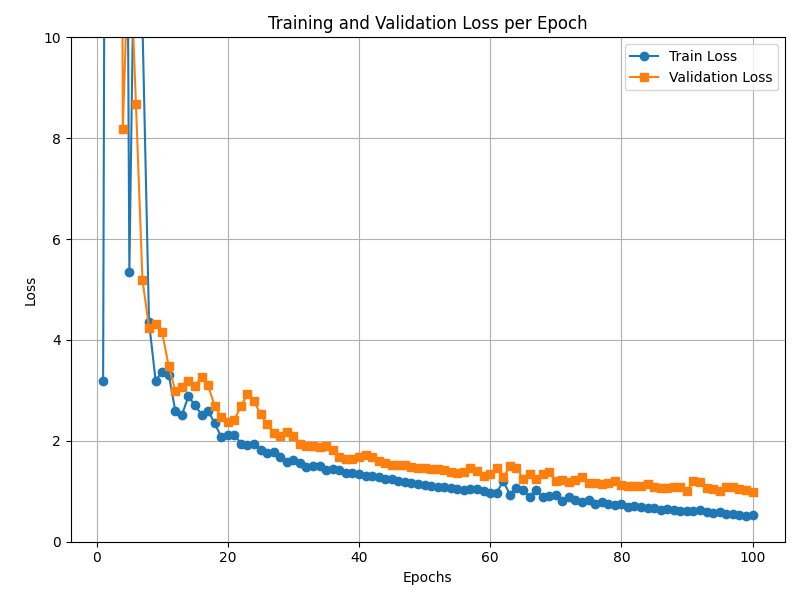 Training and Validation Loss per Epoch
Train Loss
Validation Loss
10
8
6
4
2
0
Loss
0 20 40 60 80 100
Epochs